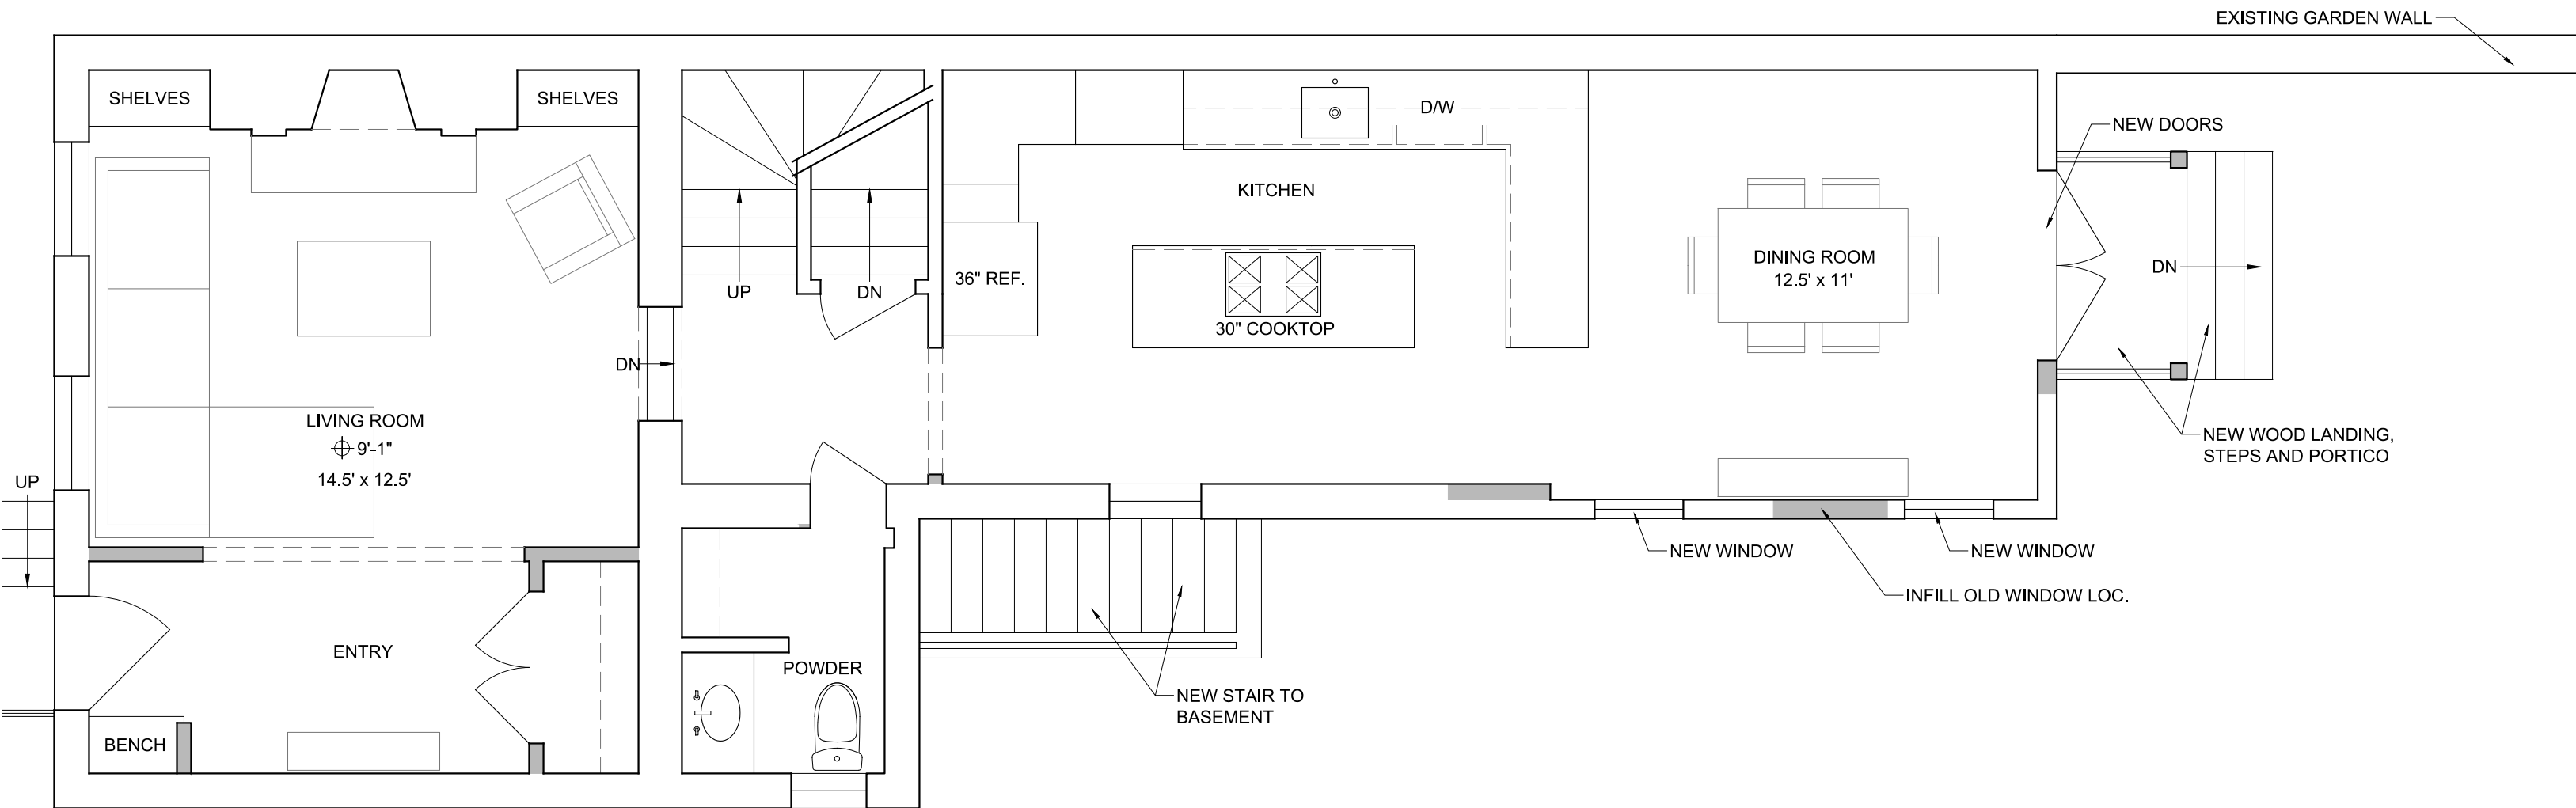 EXISTING GARDEN WALL
SHELVES
SHELVES
D/W
NEW DOORS
KITCHEN
DINING ROOM
12.5' x 11'
DN
36" REF.
UP
DN
30" COOKTOP
DN
LIVING ROOM
9'-1"
14.5' x 12.5'
NEW WOOD LANDING,
STEPS AND PORTICO
UP
NEW WINDOW
NEW WINDOW
INFILL OLD WINDOW LOC.
ENTRY
POWDER
NEW STAIR TO
BASEMENT
BENCH